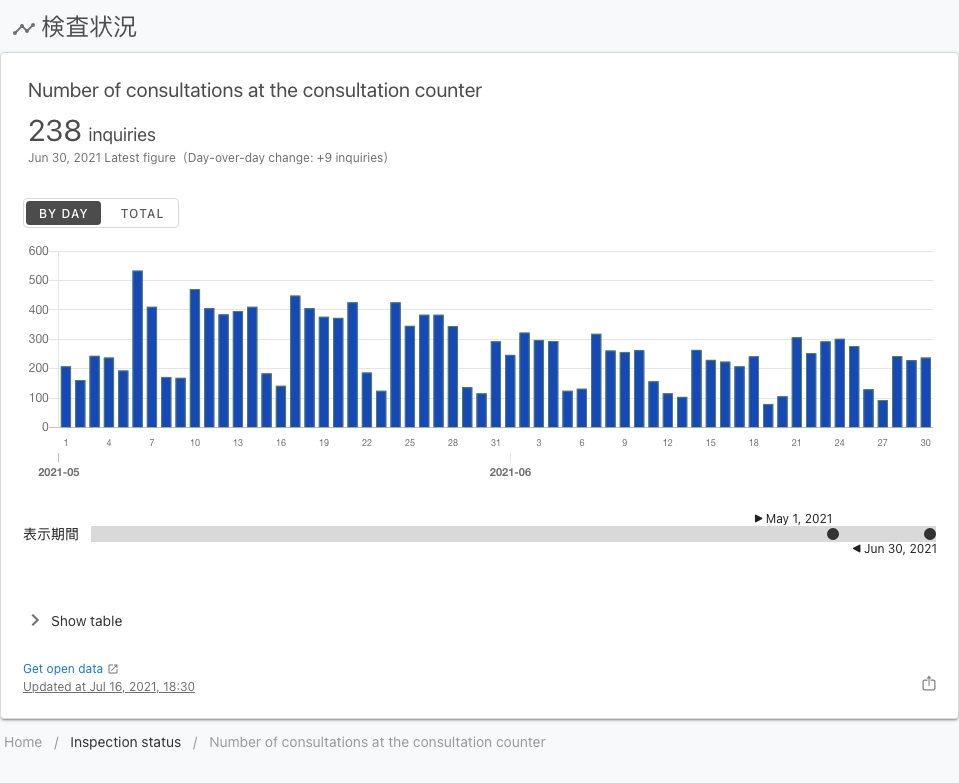 検査状況
Number of consultations at the consultation counter
238 inquiries
Jun 30, 2021 Latest figure (Day-over-day change: +9 inquiries)
BY DAY TOTAL
600
500
400
300
200
100
0
1 4 7 10 13 16 19 22 25 28 31 3 6 9 12 15 18 21 24 27 30
2021-05 2021-06
May 1, 2021
表示期間
Jun 30, 2021
Show table
Get open data
Updated at Jul 16, 2021, 18:30
Home / Inspection status / Number of consultations at the consultation counter